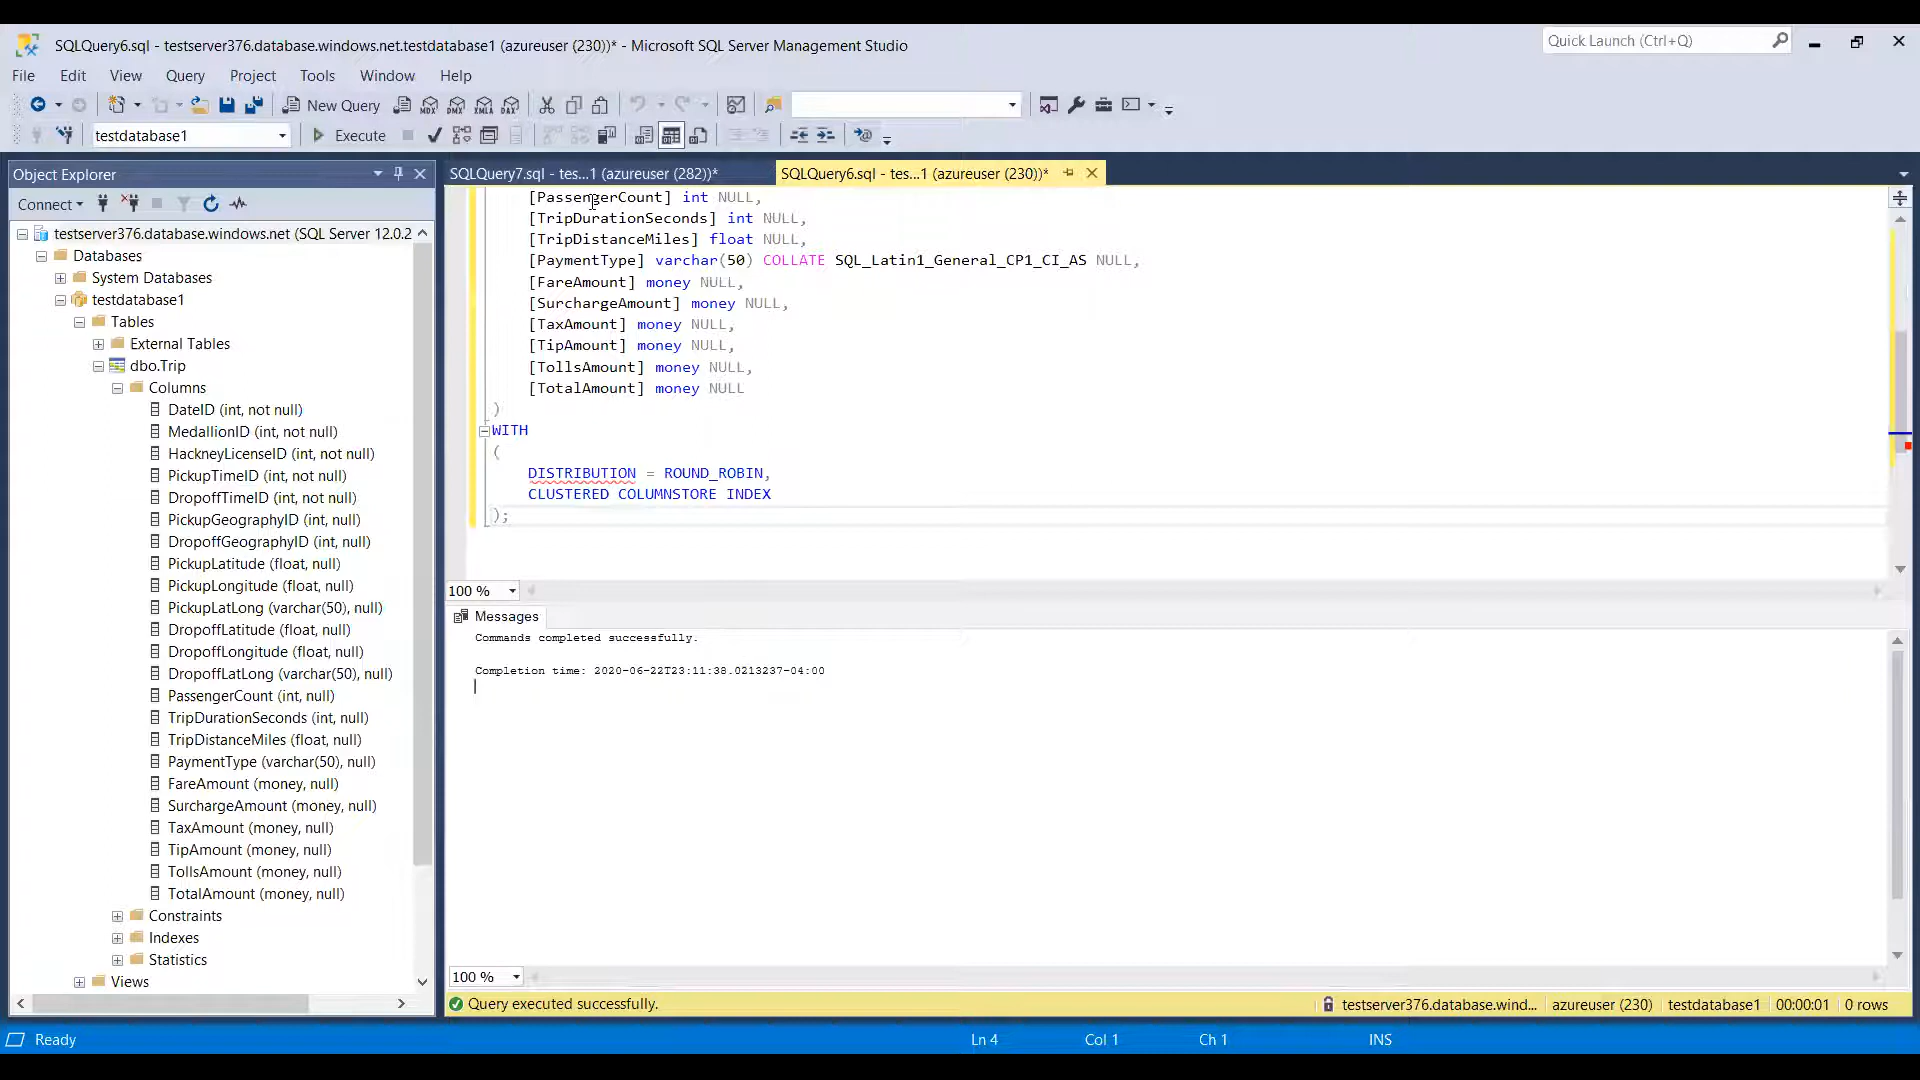 SQLQuery6.sql - testserver376.database.windows.net.testdatabase1 (azureuser (230))* - Microsoft SQL Server Management Studio
Quick Launch (Ctrl+Q)
File Edit View Query Project Tools Window Help
New Query
MDX DMX XMLA DAX
testdatabase1
Execute
Object Explorer
SQLQuery7.sql - tes...1 (azureuser (282))*
SQLQuery6.sql - tes...1 (azureuser (230))*
Connect
testserver376.database.windows.net (SQL Server 12.0.2
Databases
System Databases
testdatabase1
Tables
External Tables
dbo.Trip
Columns
DateID (int, not null)
MedallionID (int, not null)
HackneyLicenseID (int, not null)
PickupTimeID (int, not null)
DropoffTimeID (int, not null)
PickupGeographyID (int, null)
DropoffGeographyID (int, null)
PickupLatitude (float, null)
PickupLongitude (float, null)
PickupLatLong (varchar(50), null)
DropoffLatitude (float, null)
DropoffLongitude (float, null)
DropoffLatLong (varchar(50), null)
PassengerCount (int, null)
TripDurationSeconds (int, null)
TripDistanceMiles (float, null)
PaymentType (varchar(50), null)
FareAmount (money, null)
SurchargeAmount (money, null)
TaxAmount (money, null)
TipAmount (money, null)
TollsAmount (money, null)
TotalAmount (money, null)
Constraints
Indexes
Statistics
Views
[PassengerCount] int NULL,
[TripDurationSeconds] int NULL,
[TripDistanceMiles] float NULL,
[PaymentType] varchar(50) COLLATE SQL_Latin1_General_CP1_CI_AS NULL,
[FareAmount] money NULL,
[SurchargeAmount] money NULL,
[TaxAmount] money NULL,
[TipAmount] money NULL,
[TollsAmount] money NULL,
[TotalAmount] money NULL
)
WITH
(
DISTRIBUTION = ROUND_ROBIN,
CLUSTERED COLUMNSTORE INDEX
);
100 %
Messages
Commands completed successfully.
Completion time: 2020-06-22T23:11:38.0213237-04:00
100 %
Query executed successfully.
testserver376.database.wind... azureuser (230) testdatabase1 00:00:01 0 rows
Ready
Ln 4 Col 1 Ch 1 INS